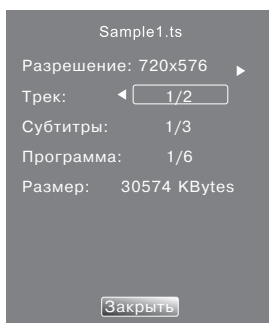 Sample1.ts
Разрешение: 720x576
Трек: 1/2
Субтитры: 1/3
Программа: 1/6
Размер: 30574 KBytes
Закрыть